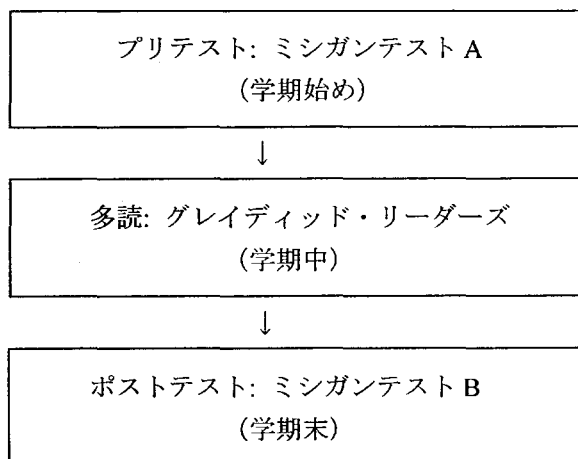 プリテスト: ミシガンテスト A
(学期始め)
↓
多読: グレイディッド・リーダーズ
(学期中)
↓
ポストテスト: ミシガンテスト B
(学期末)